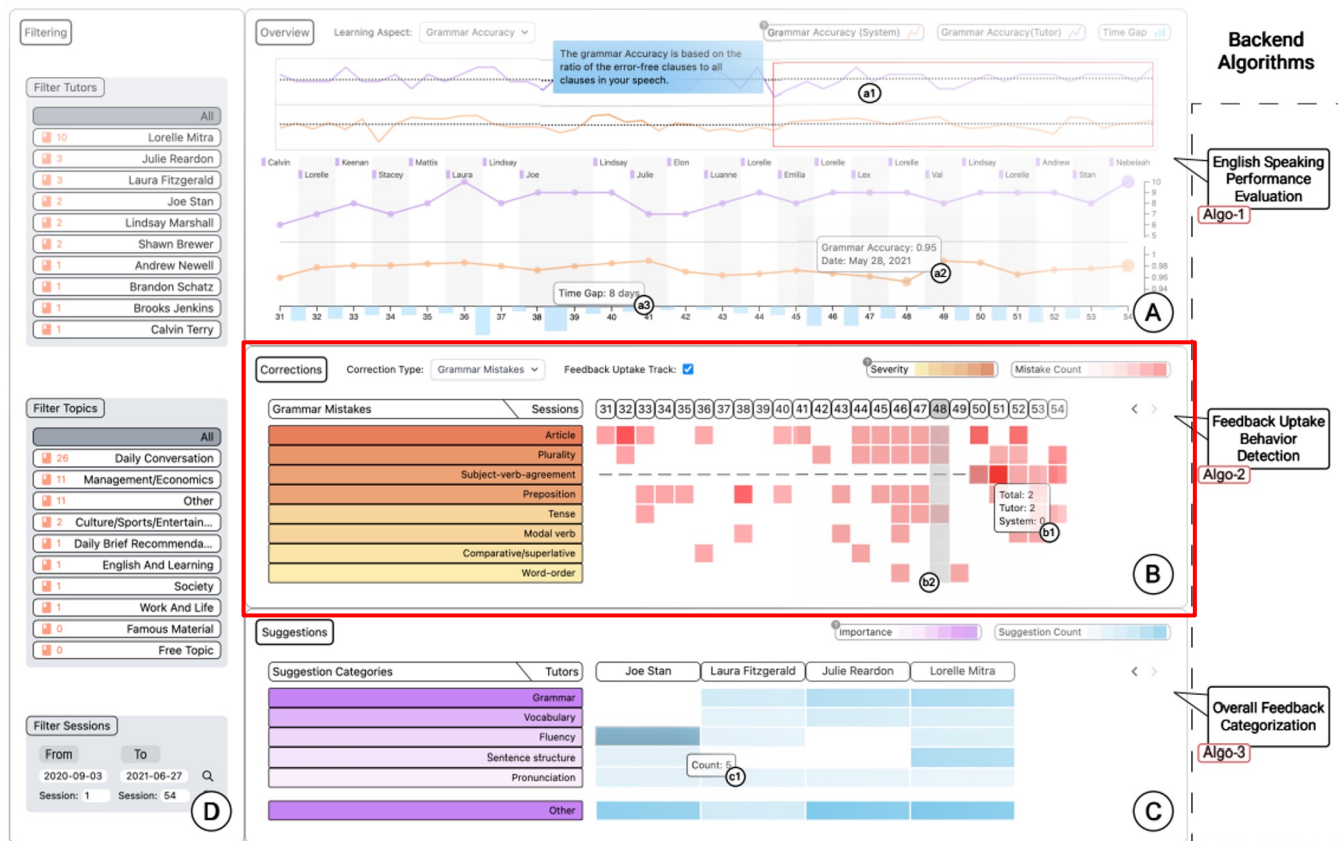 Filtering
Filter Tutors
All
10 Lorelle Mitra
3 Julie Reardon
3 Laura Fitzgerald
2 Joe Stan
2 Lindsay Marshall
2 Shawn Brewer
1 Andrew Newell
1 Brandon Schatz
1 Brooks Jenkins
1 Calvin Terry
Filter Topics
All
26 Daily Conversation
11 Management/Economics
11 Other
2 Culture/Sports/Entertain...
1 Daily Brief Recommenda...
1 English And Learning
1 Society
1 Work And Life
0 Famous Material
0 Free Topic
Filter Sessions
From To
2020-09-03 2021-06-27
Session: 1 Session: 54
D
Overview Learning Aspect: Grammar Accuracy ? Grammar Accuracy (System) Grammar Accuracy(Tutor) Time Gap
The grammar Accuracy is based on the
ratio of the error-free clauses to all
clauses in your speech.
a1
Calvin Keenan Mattis Lindsay Lindsay Elon Lorelle Lorelle Lorelle Lindsay Andrew Nabelaah
Lorelle Stacey Laura Joe Julie Luanne Emilia Lex Val Lorelle Stan
10
9
8
7
6
5
Grammar Accuracy: 0.95
Date: May 28, 2021
a2
1
0.98
0.96
0.94
Time Gap: 8 days
a3
A
31 32 33 34 35 36 37 38 39 40 41 42 43 44 45 46 47 48 49 50 51 52 53 54
Corrections Correction Type: Grammar Mistakes Feedback Uptake Track: ? Severity Mistake Count
Grammar Mistakes Sessions 31 32 33 34 35 36 37 38 39 40 41 42 43 44 45 46 47 48 49 50 51 52 53 54 < >
Article
Plurality
Subject-verb-agreement
Preposition
Tense
Modal verb
Comparative/superlative
Word-order
Total: 2
Tutor: 2
System: 0
b1
b2
B
Suggestions ? Importance Suggestion Count
Suggestion Categories Tutors Joe Stan Laura Fitzgerald Julie Reardon Lorelle Mitra < >
Grammar
Vocabulary
Fluency
Sentence structure
Pronunciation
Other
Count: 5
c1
C
Backend
Algorithms
English Speaking
Performance
Evaluation
Algo-1
Feedback Uptake
Behavior
Detection
Algo-2
Overall Feedback
Categorization
Algo-3